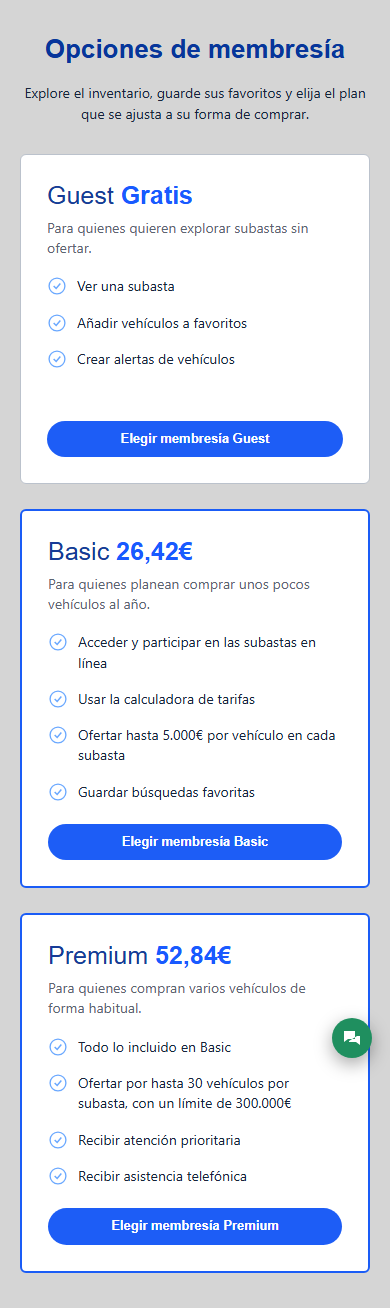 Opciones de membresía
Explore el inventario, guarde sus favoritos y elija el plan
que se ajusta a su forma de comprar.
Guest Gratis
Para quienes quieren explorar subastas sin
ofertar.
Ver una subasta
Añadir vehículos a favoritos
Crear alertas de vehículos
Elegir membresía Guest
Basic 26,42€
Para quienes planean comprar unos pocos
vehículos al año.
Acceder y participar en las subastas en
línea
Usar la calculadora de tarifas
Ofertar hasta 5.000€ por vehículo en cada
subasta
Guardar búsquedas favoritas
Elegir membresía Basic
Premium 52,84€
Para quienes compran varios vehículos de
forma habitual.
Todo lo incluido en Basic
Ofertar por hasta 30 vehículos por
subasta, con un límite de 300.000€
Recibir atención prioritaria
Recibir asistencia telefónica
Elegir membresía Premium